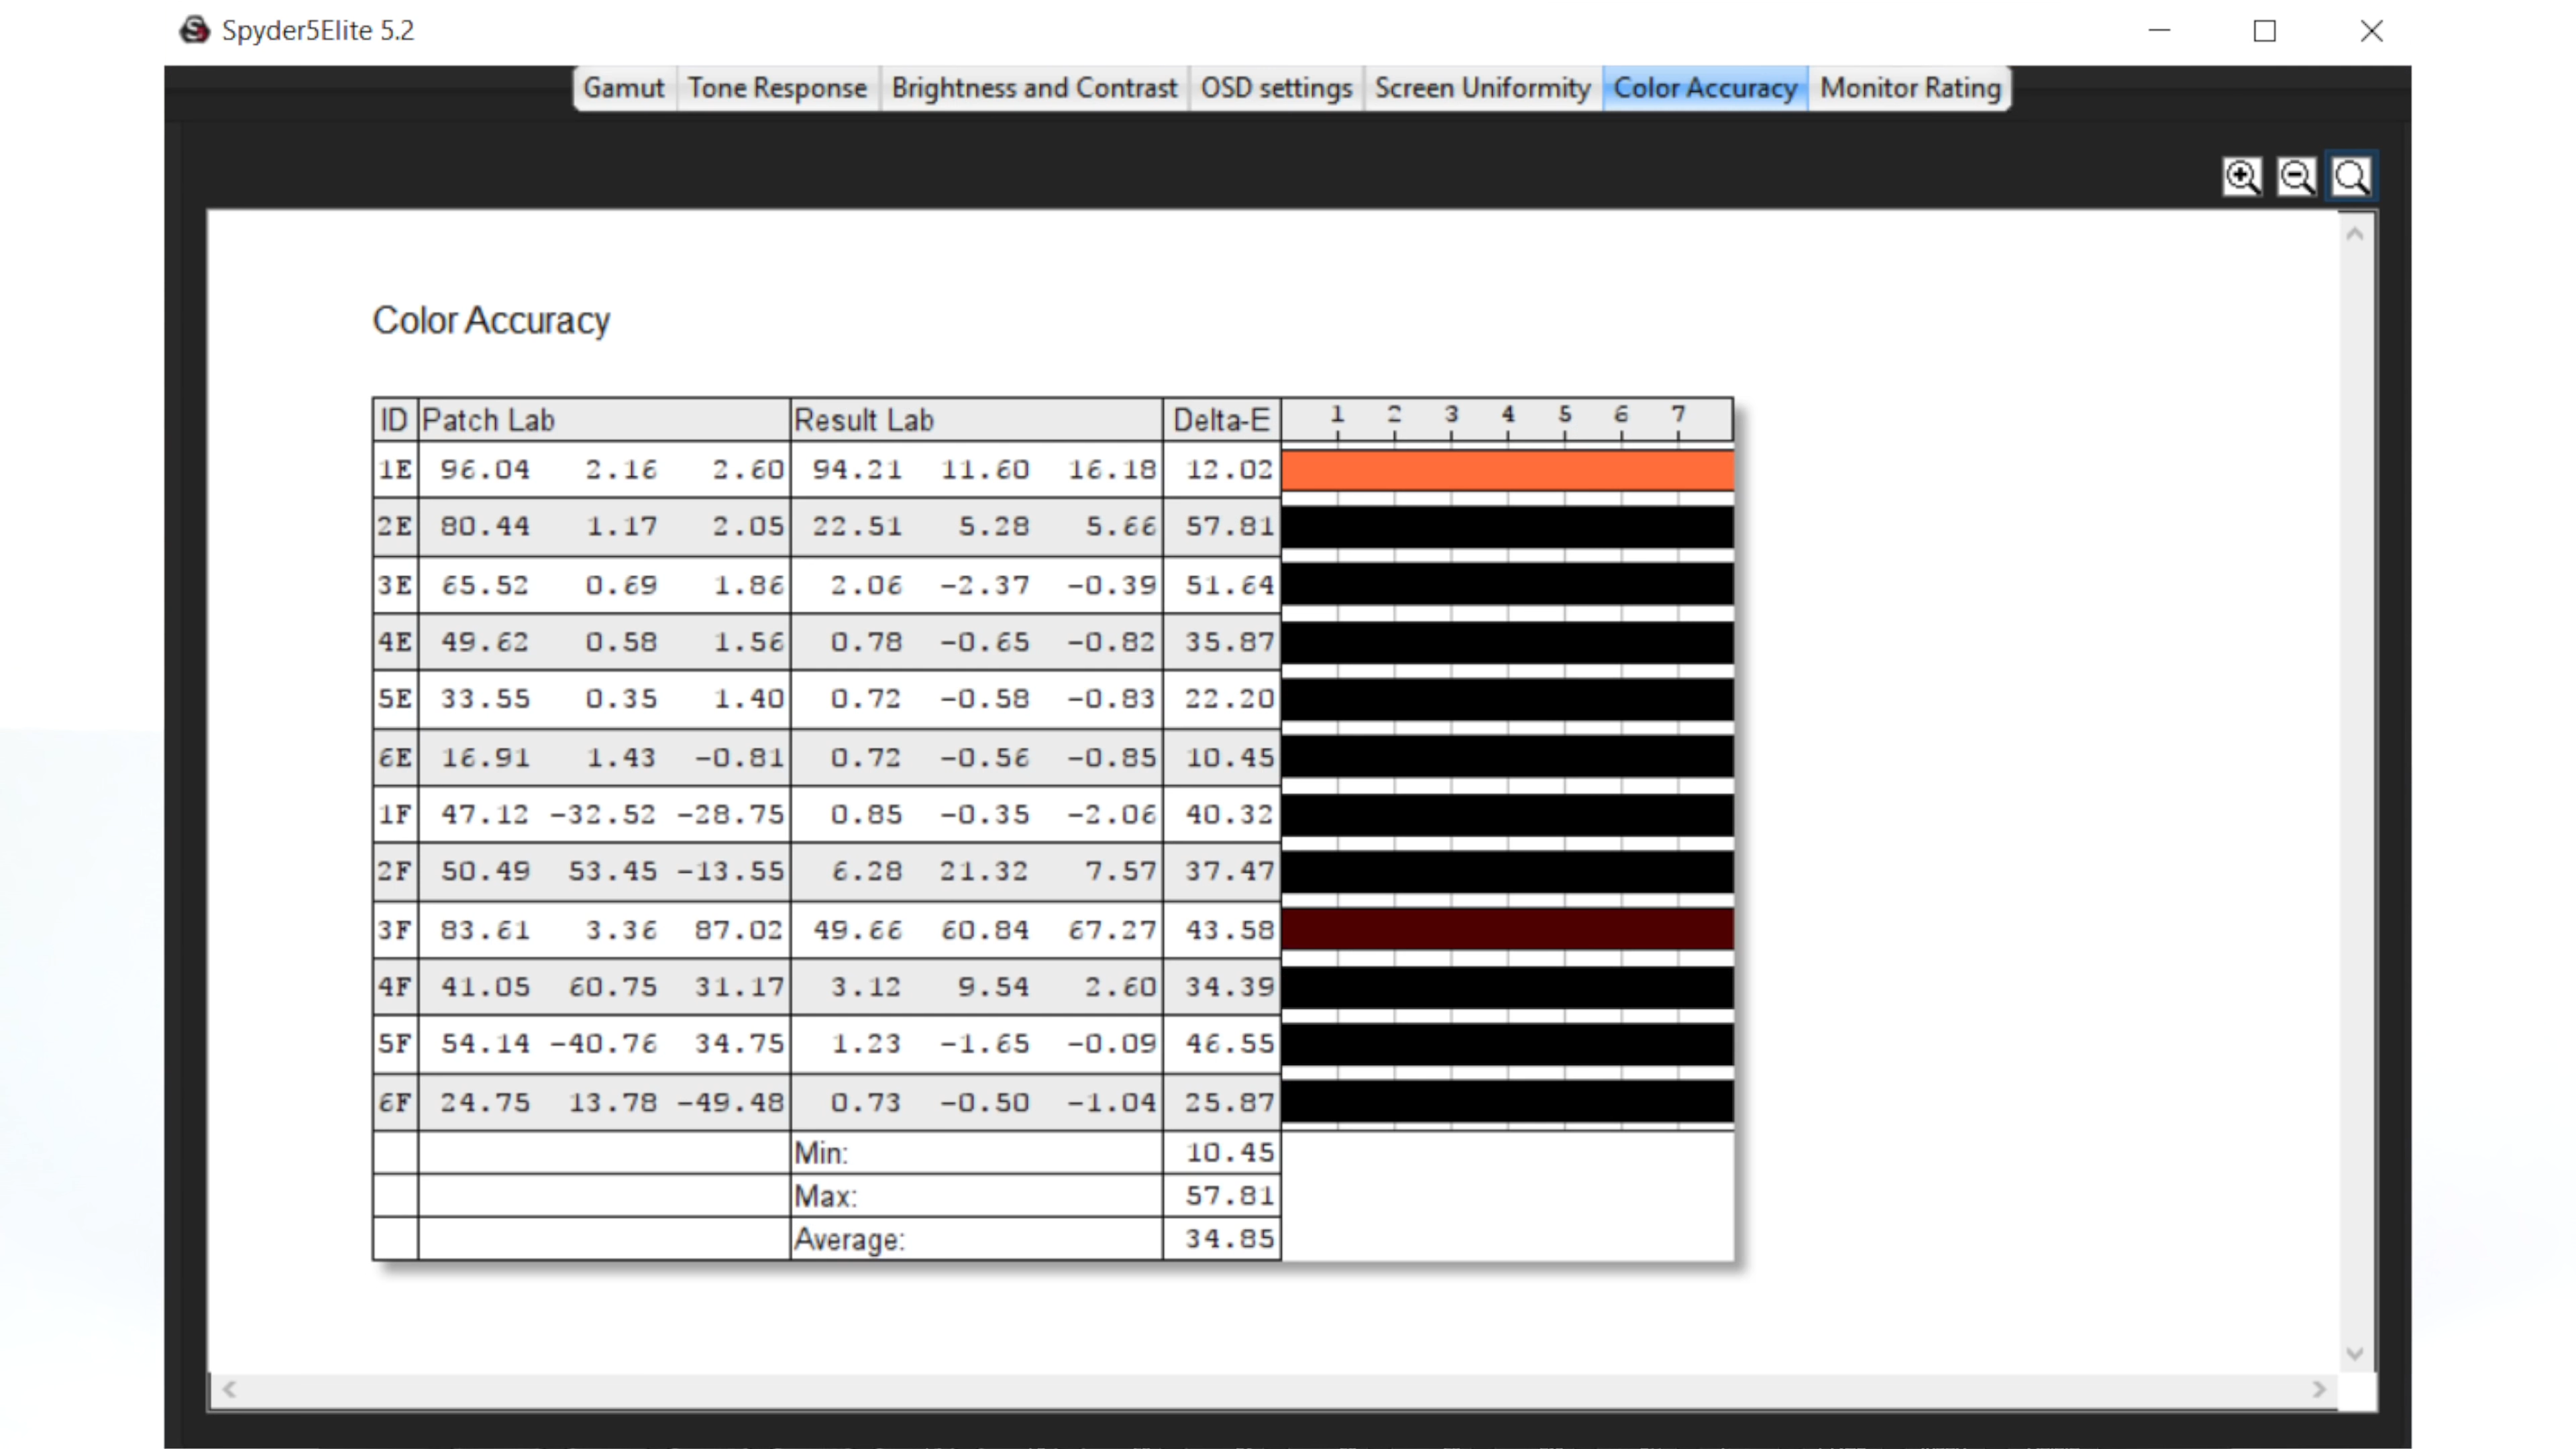 Spyder5Elite 5.2
Gamut Tone Response Brightness and Contrast OSD settings Screen Uniformity Color Accuracy Monitor Rating
Color Accuracy
ID Patch Lab Result Lab Delta-E 1 2 3 4 5 6 7
1E 96.04 2.16 2.60 94.21 11.60 16.18 12.02
2E 80.44 1.17 2.05 22.51 5.28 5.66 57.81
3E 65.52 0.69 1.86 2.06 -2.37 -0.39 51.64
4E 49.62 0.58 1.56 0.78 -0.65 -0.82 35.87
5E 33.55 0.35 1.40 0.72 -0.58 -0.83 22.20
6E 16.91 1.43 -0.81 0.72 -0.56 -0.85 10.45
1F 47.12 -32.52 -28.75 0.85 -0.35 -2.06 40.32
2F 50.49 53.45 -13.55 6.28 21.32 7.57 37.47
3F 83.61 3.36 87.02 49.66 60.84 67.27 43.58
4F 41.05 60.75 31.17 3.12 9.54 2.60 34.39
5F 54.14 -40.76 34.75 1.23 -1.65 -0.09 46.55
6F 24.75 13.78 -49.48 0.73 -0.50 -1.04 25.87
Min: 10.45
Max: 57.81
Average: 34.85